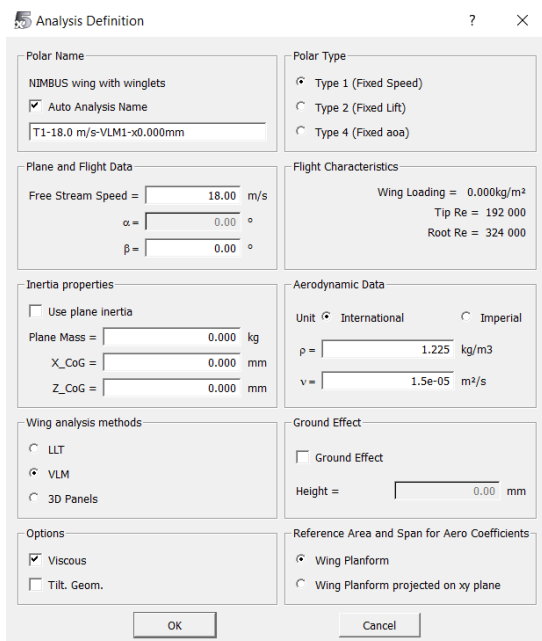 Analysis Definition ? ×
Polar Name
NIMBUS wing with winglets
Auto Analysis Name
T1-18.0 m/s-VLM1-x0.000mm
Polar Type
Type 1 (Fixed Speed)
Type 2 (Fixed Lift)
Type 4 (Fixed aoa)
Plane and Flight Data
Free Stream Speed = 18.00 m/s
α = 0.00 °
β = 0.00 °
Flight Characteristics
Wing Loading = 0.000kg/m²
Tip Re = 192 000
Root Re = 324 000
Inertia properties
Use plane inertia
Plane Mass = 0.000 kg
X_CoG = 0.000 mm
Z_CoG = 0.000 mm
Aerodynamic Data
Unit International Imperial
ρ = 1.225 kg/m3
ν = 1.5e-05 m²/s
Wing analysis methods
LLT
VLM
3D Panels
Ground Effect
Ground Effect
Height = 0.00 mm
Options
Viscous
Tilt. Geom.
Reference Area and Span for Aero Coefficients
Wing Planform
Wing Planform projected on xy plane
OK
Cancel